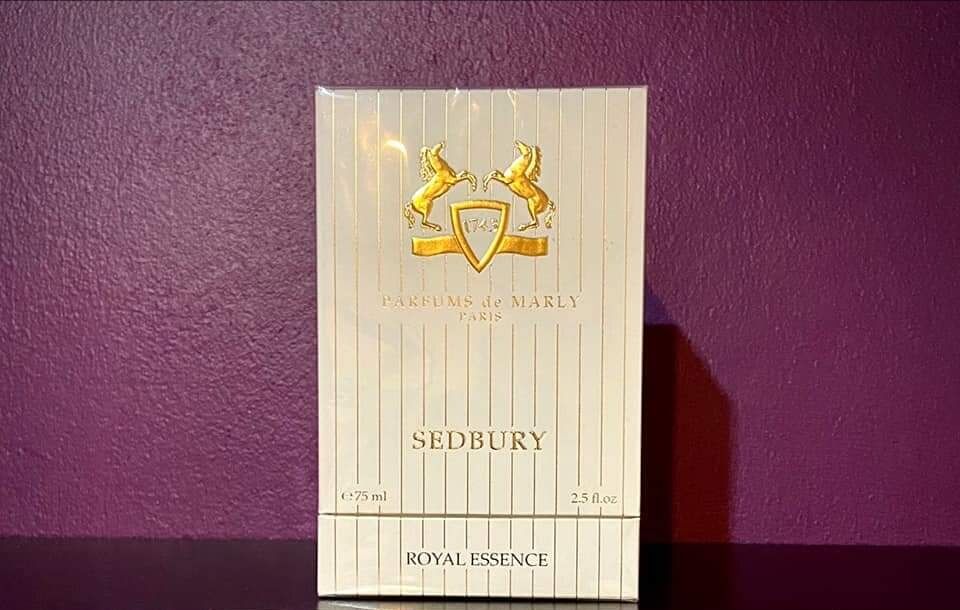 1743
PARFUMS de MARLY
PARIS
SEDBURY
℮75 ml 2.5 fl.oz
ROYAL ESSENCE